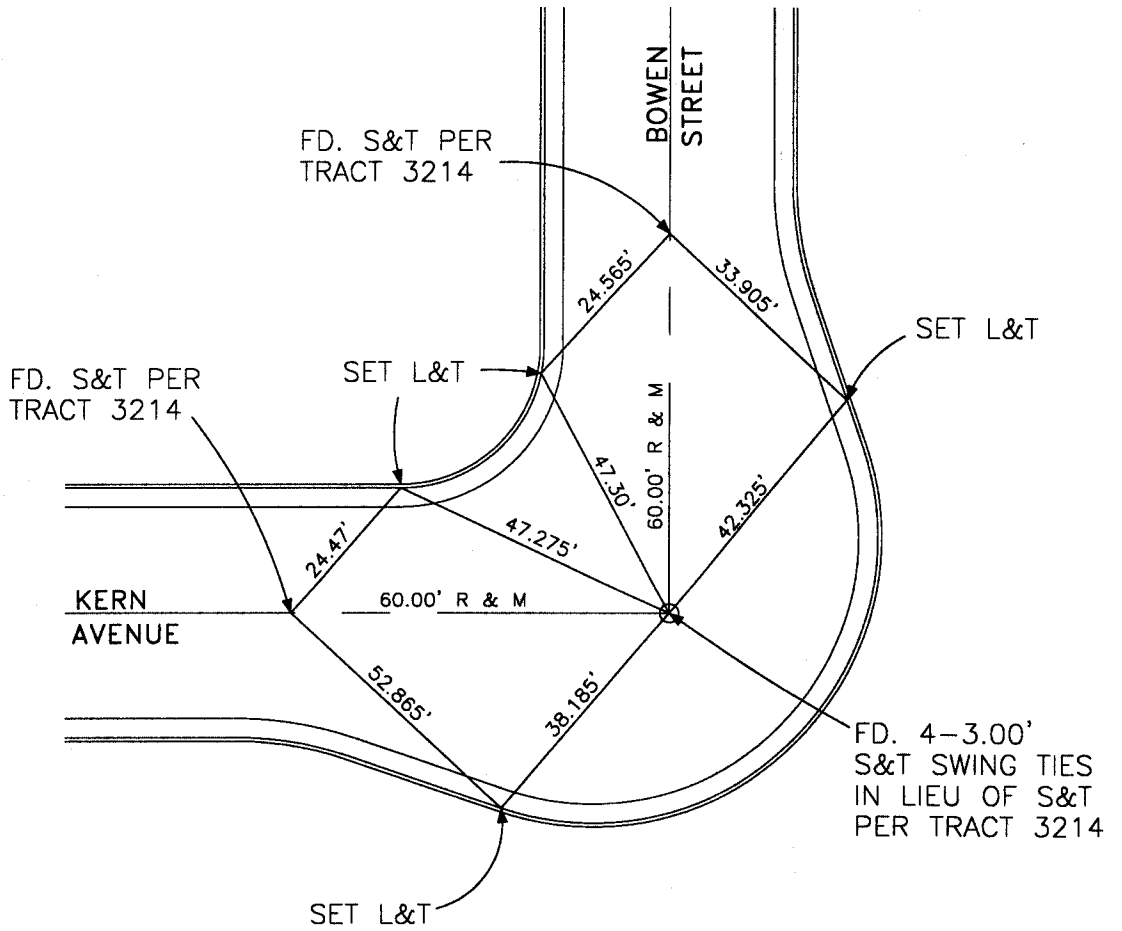 BOWEN
STREET
FD. S&T PER
TRACT 3214
24.565'
33.905'
SET L&T
SET L&T
FD. S&T PER
TRACT 3214
60.00' R & M
47.30'
42.325'
24.47'
47.275'
KERN
AVENUE
60.00' R & M
52.865'
38.185'
FD. 4-3.00'
S&T SWING TIES
IN LIEU OF S&T
PER TRACT 3214
SET L&T